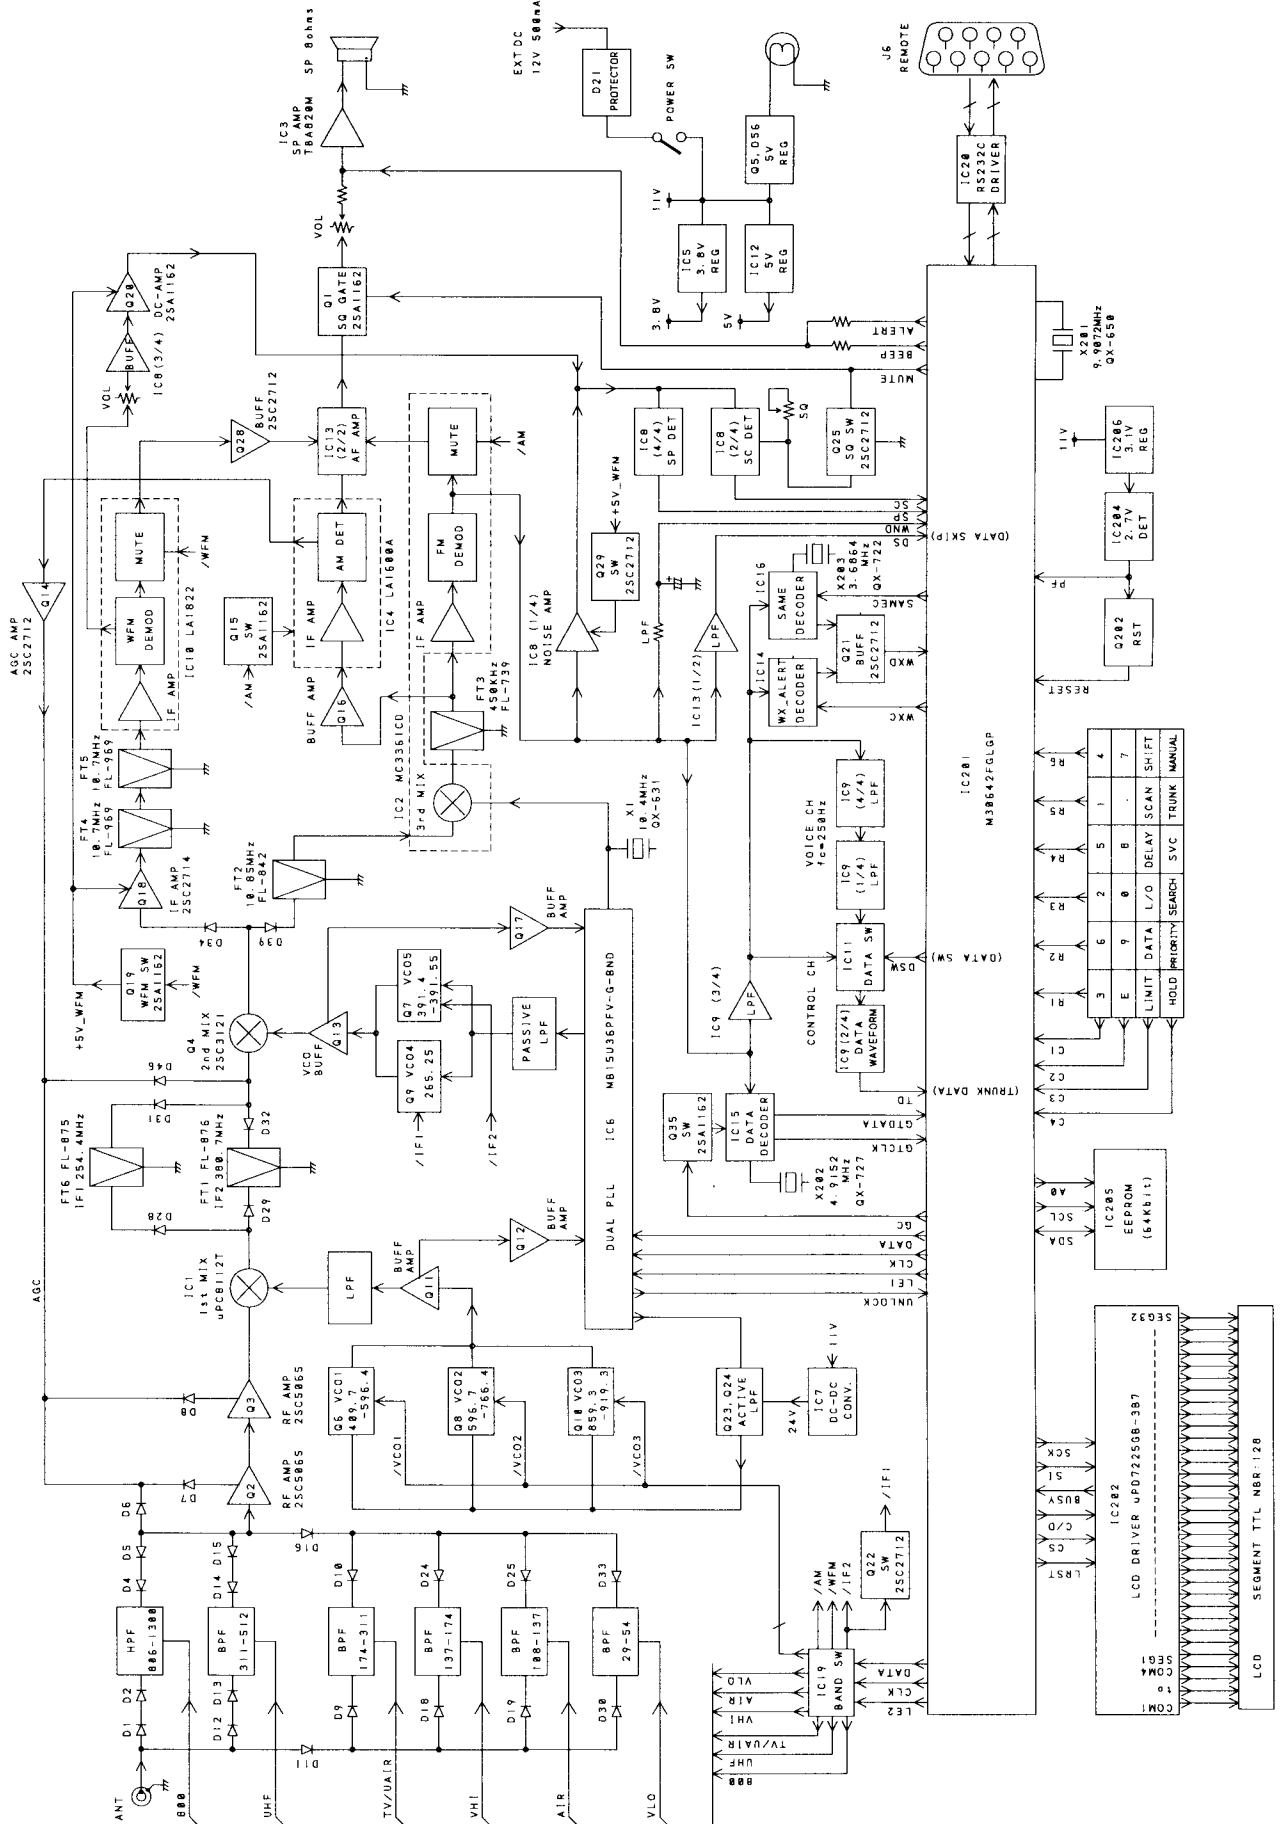 ANT
800
UHF
TV/UAIR
VHI
AIR
VLO
D1
D2
HPF
806-1300
D4
D5
D6
D12
D13
BPF
311-512
D14
D15
D11
D16
D9
BPF
174-311
D10
D18
BPF
137-174
D24
D19
BPF
108-137
D25
D30
BPF
29-54
D33
AGC
D7
D8
Q2
RF AMP
2SC5065
Q3
RF AMP
2SC5065
IC1
1st MIX
uPC8112T
LPF
BUFF
AMP
Q11
Q12
BUFF
AMP
Q6 VCO1
409.7
-596.4
/VCO1
Q8 VCO2
596.7
-766.4
/VCO2
Q10 VCO3
859.3
-919.3
/VCO3
Q23,Q24
ACTIVE
LPF
24V
IC7
DC-DC
CONV.
11V
D28
D29
FT6 FL-875
IF1 254.4MHz
FT1 FL-876
IF2 380.7MHz
D31
D32
D46
Q4
2nd MIX
2SC3121
VCO
BUFF
Q13
Q9 VCO4
265.25
/IF1
Q7 VCO5
391.4
-391.55
/IF2
PASSIVE
LPF
Q17
BUFF
AMP
DUAL PLL
IC6
MB15U36PFV-G-BND
X1
10.4MHz
QX-631
+5V_WFM
Q19
WFM SW
2SA1162
/WFM
D34
D39
Q18
IF AMP
2SC2714
FT4
10.7MHz
FL-969
FT5
10.7MHz
FL-969
FT2
10.85MHz
FL-842
AGC AMP
2SC2712
Q14
IF AMP
WFM
DEMOD
MUTE
IC10 LA1822
/WFM
/AM
Q15
SW
2SA1162
BUFF AMP
Q16
IF AMP
AM DET
IC4 LA1600A
IC2 MC3361CD
3rd MIX
FT3
450KHz
FL-739
IF AMP
FM
DEMOD
MUTE
/AM
VOL
BUFF
IC8 (3/4)
Q20
DC-AMP
2SA1162
Q28
BUFF
2SC2712
IC13
(2/2)
AF AMP
Q1
SQ GATE
2SA1162
VOL
IC3
SP AMP
TBA820M
SP 8ohms
EXT DC
12V 500mA
D21
PROTECTOR
POWER SW
11V
IC5
3.8V
REG
3.8V
IC12
5V
REG
5V
Q5,D56
5V
REG
J6
REMOTE
IC20
RS232C
DRIVER
IC8 (1/4)
NOISE AMP
+5V_WFM
Q29
SW
2SC2712
LPF
IC13(1/2)
LPF
IC8
(4/4)
SP DET
IC8
(2/4)
SC DET
SQ
Q25
SQ SW
2SC2712
ALERT
BEEP
MUTE
SC
SP
WND
DS
(DATA SKIP)
IC16
SAME
DECODER
X203
3.6864
MHz
QX-722
SAMEC
IC14
WX_ALERT
DECODER
Q21
BUFF
2SC2712
WXD
WXC
VOICE CH
fc=250Hz
IC9
(4/4)
LPF
IC9
(1/4)
LPF
IC11
DATA SW
DSW
(DATA SW)
IC9 (3/4)
LPF
CONTROL CH
IC9(2/4)
DATA
WAVEFORM
TD
(TRUNK DATA)
Q35
SW
2SA1162
IC15
DATA
DECODER
GTDATA
GTCLK
X202
4.9152
MHz
QX-727
GC
DATA
CLK
LE1
UNLOCK
IC201
M30642FGLGP
X201
9.9072MHz
QX-650
11V
IC206
3.1V
REG
IC204
2.7V
DET
PF
Q202
RST
RESET
R1
R2
R3
R4
R5
R6
C1
C2
C3
C4
3 6 2 5 1 4
E 9 0 8 . 7
LIMIT DATA L/O DELAY SCAN SHIFT
HOLD PRIORITY SEARCH SVC TRUNK MANUAL
A0
SCL
SDA
IC205
EEPROM
(64Kbit)
800
UHF
TV/UAIR
VHI
AIR
VLO
IC19
BAND SW
/AM
/WFM
/IF2
Q22
SW
2SC2712
/IF1
LE2
CLK
DATA
LRST
CS
C/D
BUSY
SI
SCK
IC202
LCD DRIVER uPD7225GB-3B7
COM1
to
COM4
SEG1
SEG32
LCD
SEGMENT TTL NBR:128